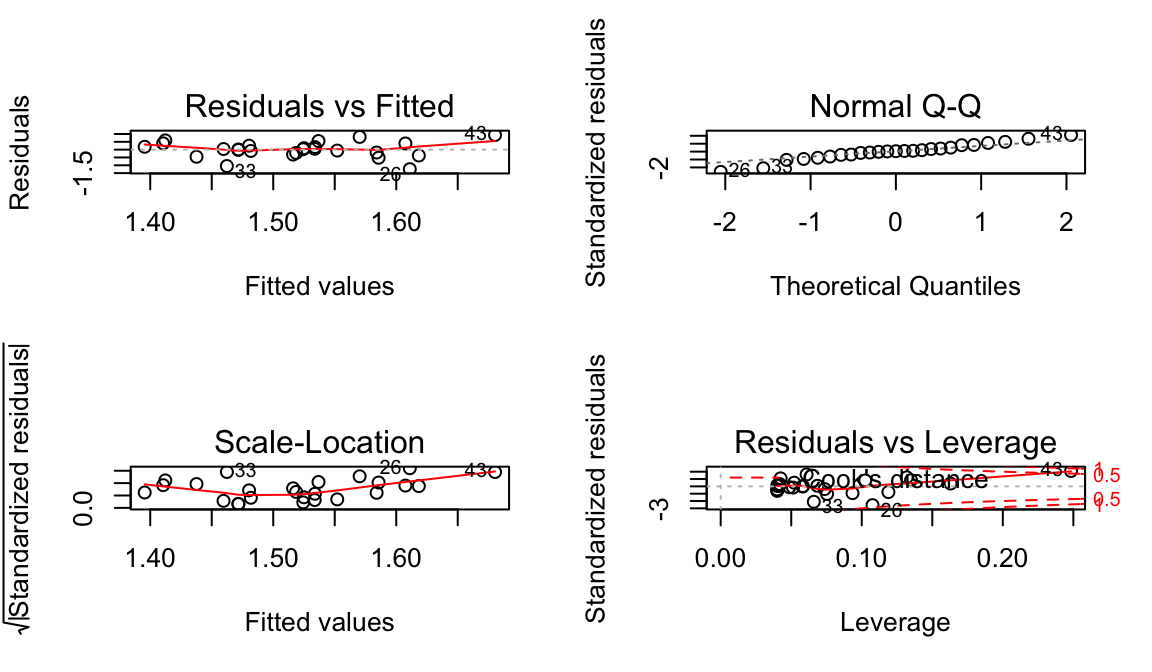 Residuals vs Fitted
Residuals
-1.5
43
33
26
1.40 1.50 1.60
Fitted values
Normal Q-Q
Standardized residuals
-2
43
26 33
-2 -1 0 1 2
Theoretical Quantiles
Scale-Location
√|Standardized residuals|
0.0
33
26
43
1.40 1.50 1.60
Fitted values
Residuals vs Leverage
Standardized residuals
-3
Cook's distance
43
33
26
1
0.5
0.5
1
0.00 0.10 0.20
Leverage